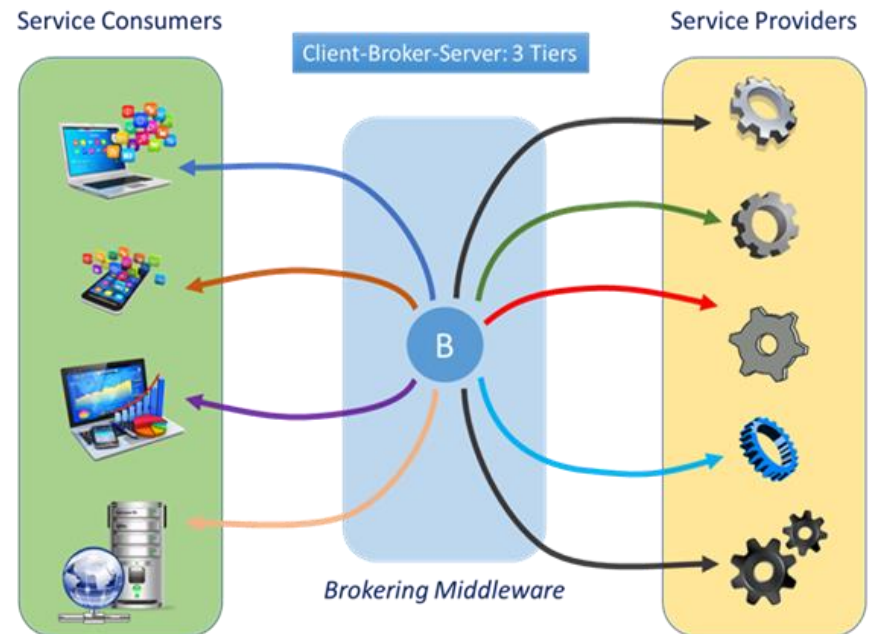 Service Consumers
Service Providers
Client-Broker-Server: 3 Tiers
B
Brokering Middleware